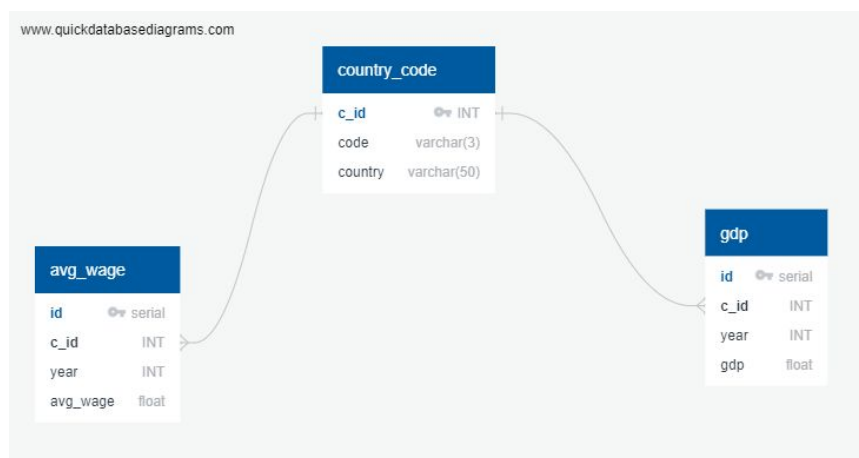 www.quickdatabasediagrams.com
country_code
c_id INT
code varchar(3)
country varchar(50)
avg_wage
id serial
c_id INT
year INT
avg_wage float
gdp
id serial
c_id INT
year INT
gdp float